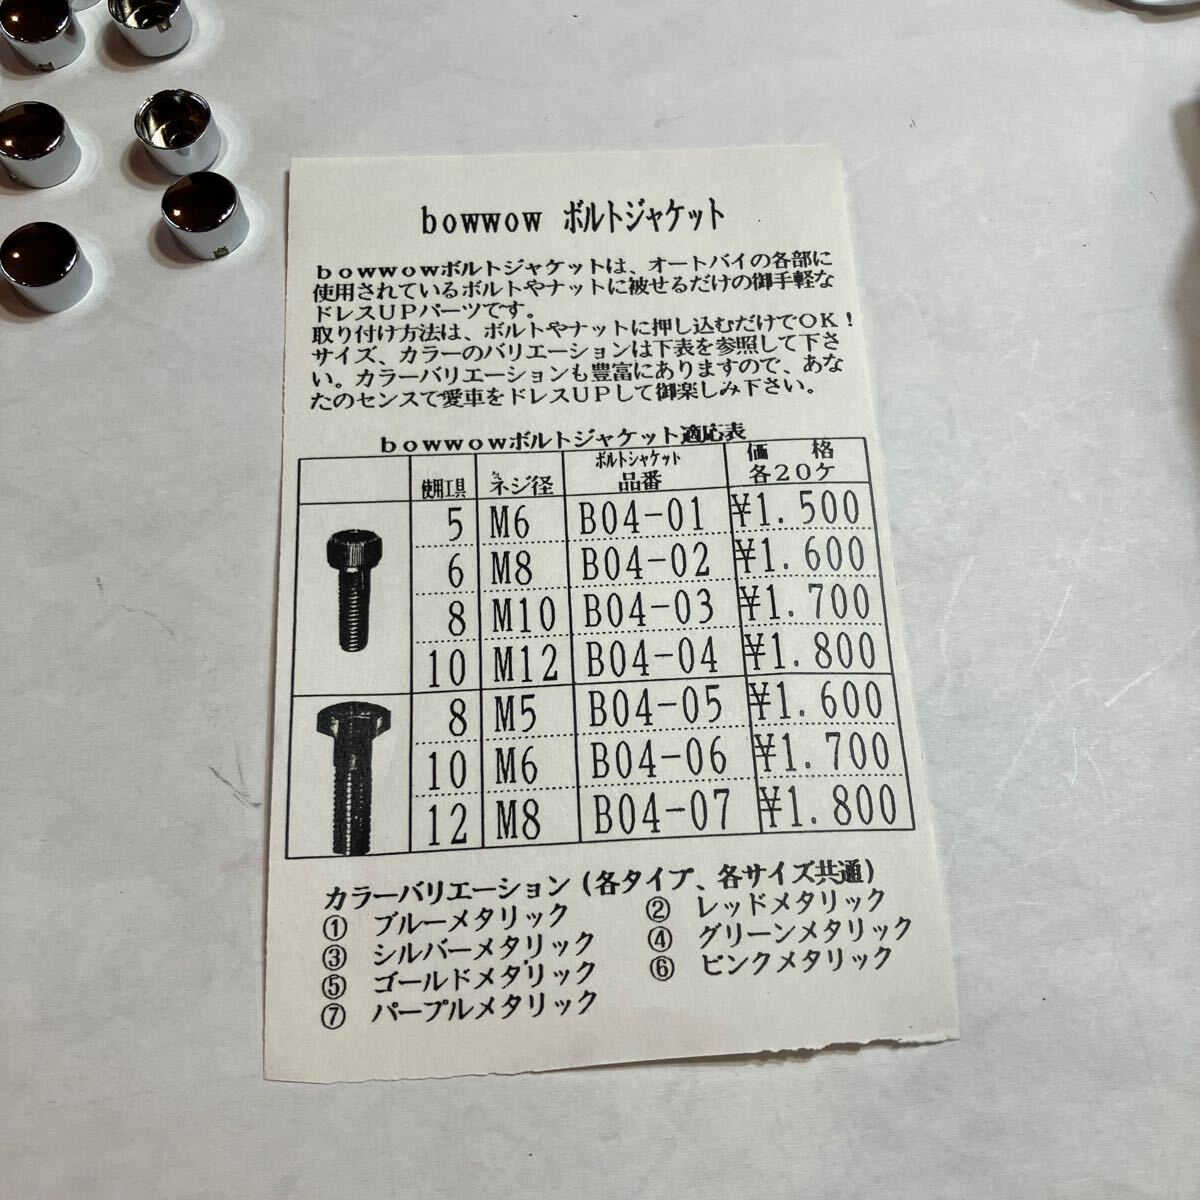 bowwow ボルトジャケット
bowwowボルトジャケットは、オートバイの各部に
使用されているボルトやナットに被せるだけの御手軽な
ドレスUPパーツです。
取り付け方法は、ボルトやナットに押し込むだけでOK!
サイズ、カラーのバリエーションは下表を参照して下さ
い。カラーバリエーションも豊富にありますので、あな
たのセンスで愛車をドレスUPして御楽しみ下さい。
bowwowボルトジャケット適応表
使用工具 ネジ径 ボルトジャケット品番 価格 各20ケ
5 M6 B04-01 ¥1.500
6 M8 B04-02 ¥1.600
8 M10 B04-03 ¥1.700
10 M12 B04-04 ¥1.800
8 M5 B04-05 ¥1.600
10 M6 B04-06 ¥1.700
12 M8 B04-07 ¥1.800
カラーバリエーション(各タイプ、各サイズ共通)
① ブルーメタリック ② レッドメタリック
③ シルバーメタリック ④ グリーンメタリック
⑤ ゴールドメタリック ⑥ ピンクメタリック
⑦ パープルメタリック